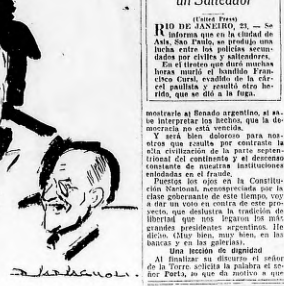 un Salteador
(United Press)
RIO DE JANEIRO, 23. — Se
informa que en la ciudad de
Asís, Sao Paulo, se produjo una
lucha entre los policías secun-
dados por civiles y salteadores.
En el tiroteo que duró muchas
horas murió el bandido Fran-
cisco Cursi, evadido de la cár-
cel paulista y resultó otro he-
rido, que se dió a la fuga.
mostrarle al Senado argentino, si sa-
be interpretar los hechos, que la de-
mocracia no está vencida.
Y será bien doloroso para nos-
otros que resulte por contraste la
alta civilización de la parte septen-
trional del continente y el descenso
constante de nuestras instituciones
enlodadas en el fraude.
Puestos los ojos en la Constitu-
ción Nacional, menospreciada por la
clase gobernante de este tiempo, voy
a dar un voto en contra de este pro-
yecto, que deslustra la tradición de
libertad que nos legaron los más
grandes presidentes argentinos. He
dicho. (Muy bien, muy bien, en las
bancas y en las galerías).
Una lección de dignidad
Al finalizar su discurso el señor
de la Torre solicita la palabra el se-
ñor Porto, lo que da motivo a que